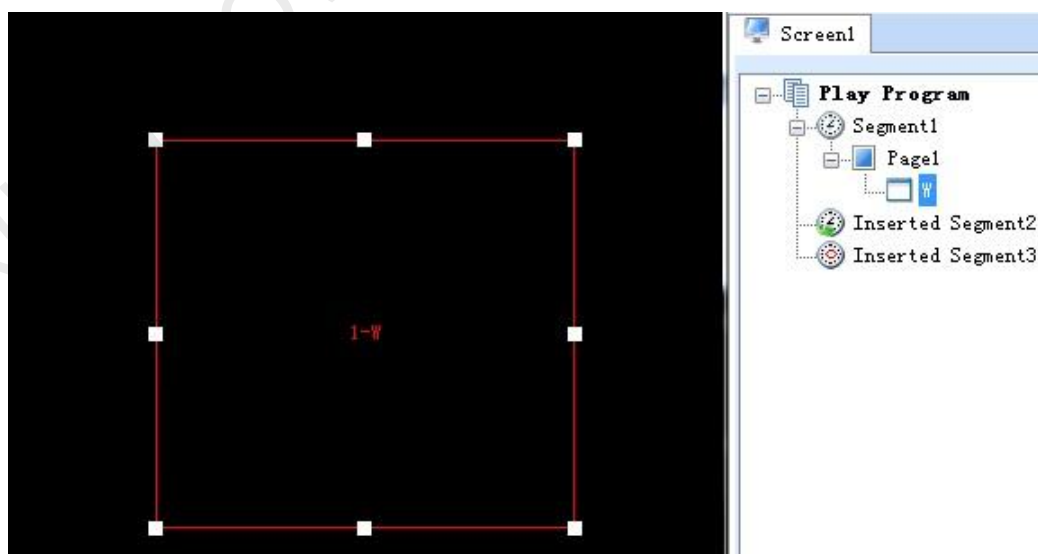 Screen1
Play Program
Segment1
Page1
W
Inserted Segment2
Inserted Segment3
1-W